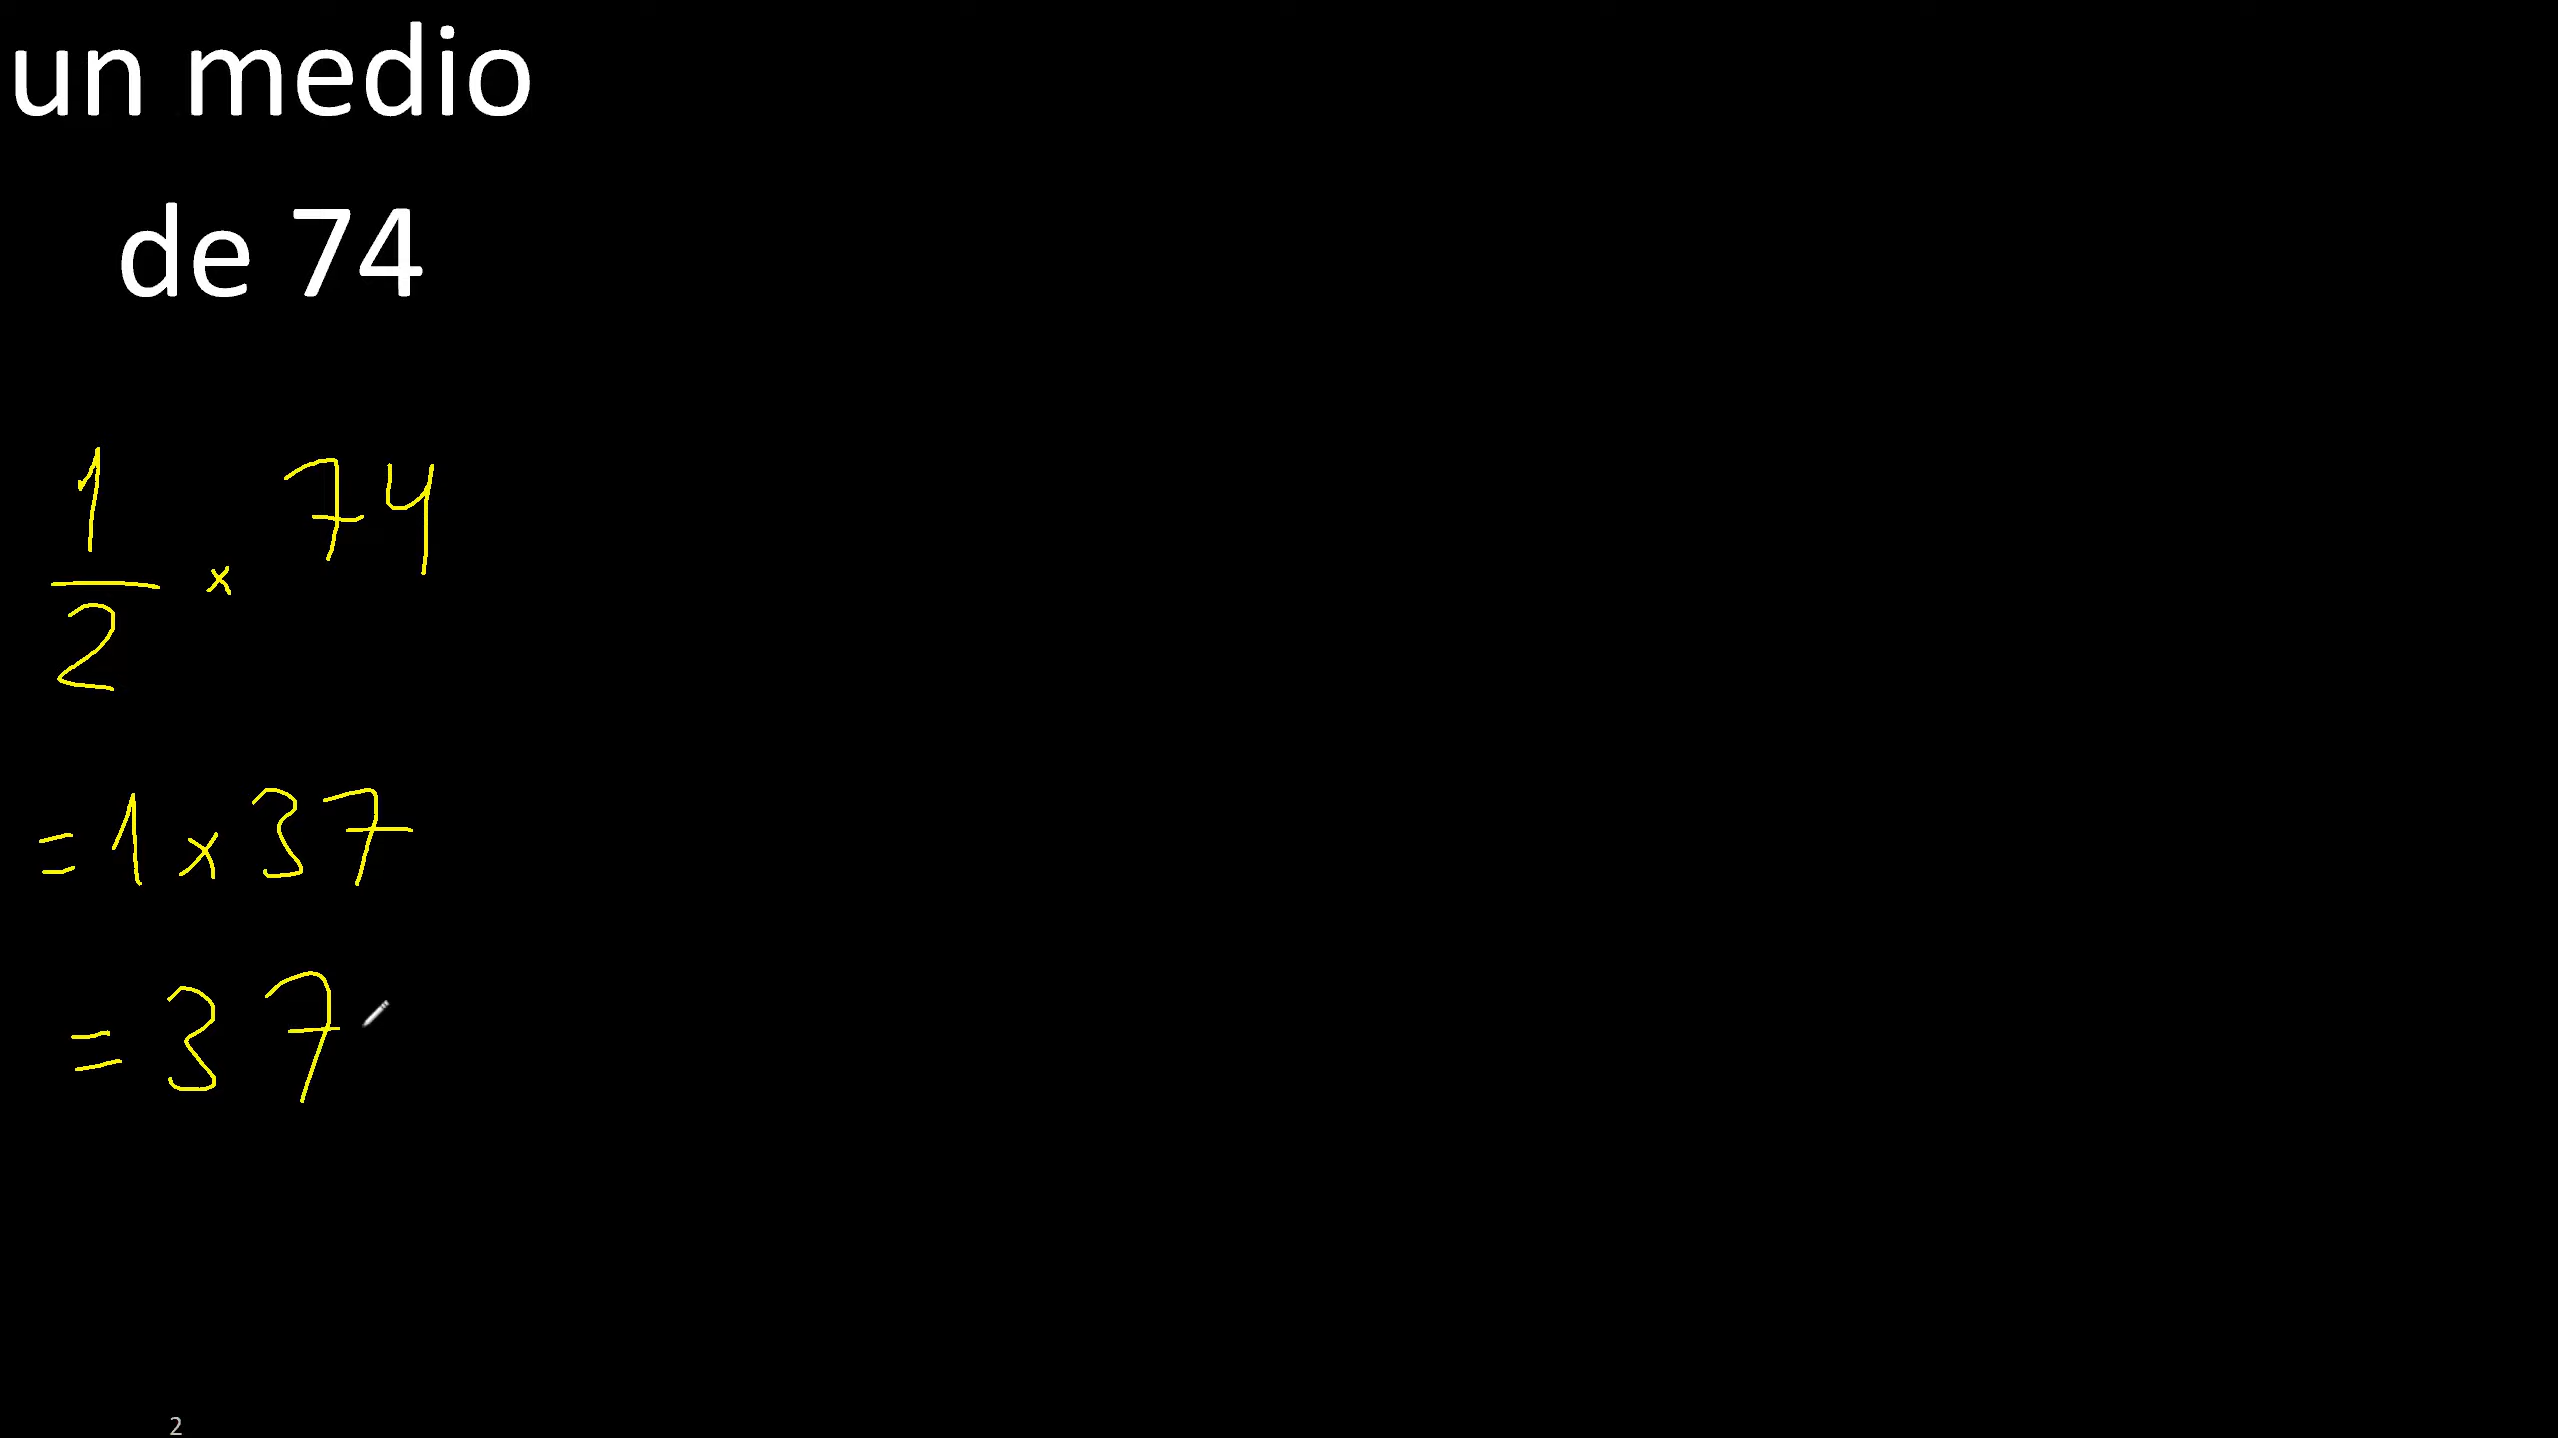 un medio
de 74
1/2 × 74
= 1 × 37
= 37
2